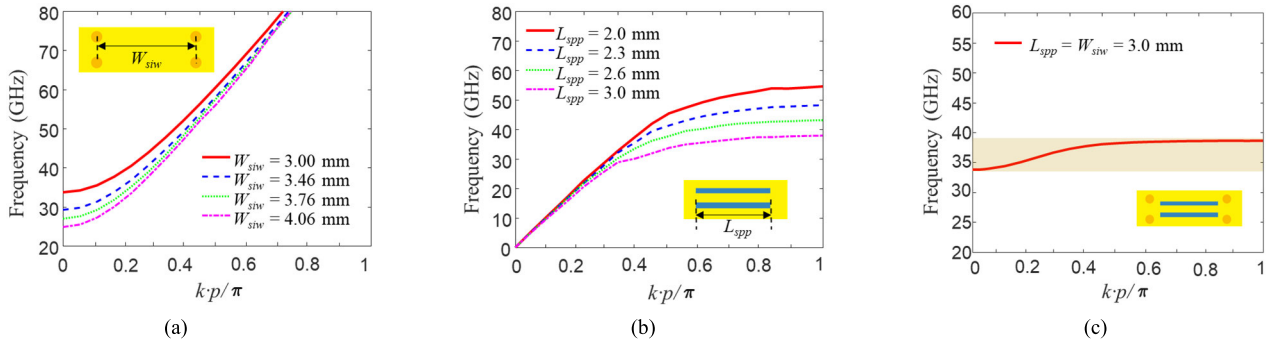 80
70
60
50
40
30
20
Frequency (GHz)
W_siw
W_siw = 3.00 mm
W_siw = 3.46 mm
W_siw = 3.76 mm
W_siw = 4.06 mm
0 0.2 0.4 0.6 0.8 1
k·p/π
(a)
80
70
60
50
40
30
20
10
0
Frequency (GHz)
L_spp = 2.0 mm
L_spp = 2.3 mm
L_spp = 2.6 mm
L_spp = 3.0 mm
L_spp
0 0.2 0.4 0.6 0.8 1
k·p/π
(b)
60
55
50
45
40
35
30
25
20
Frequency (GHz)
L_spp = W_siw = 3.0 mm
0 0.2 0.4 0.6 0.8 1
k·p/π
(c)